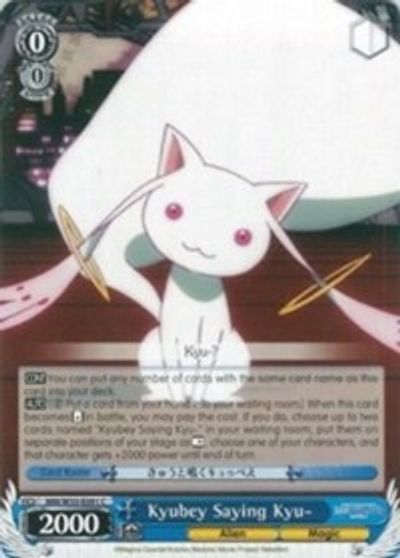 0
0
Kyu-?
CONT You can put any number of cards with the same card name as this
card into your deck.
AUTO [① Put a card from your hand to your waiting room] When this card
becomes in battle, you may pay the cost. If you do, choose up to two
cards named "Kyubey Saying Kyu-" in your waiting room, put them on
separate positions of your stage as , choose one of your characters, and
that character gets +2000 power until end of turn.
Card Name
きゅうと鳴くキュゥべえ
2000
Kyubey Saying Kyu-
Alien
Magic